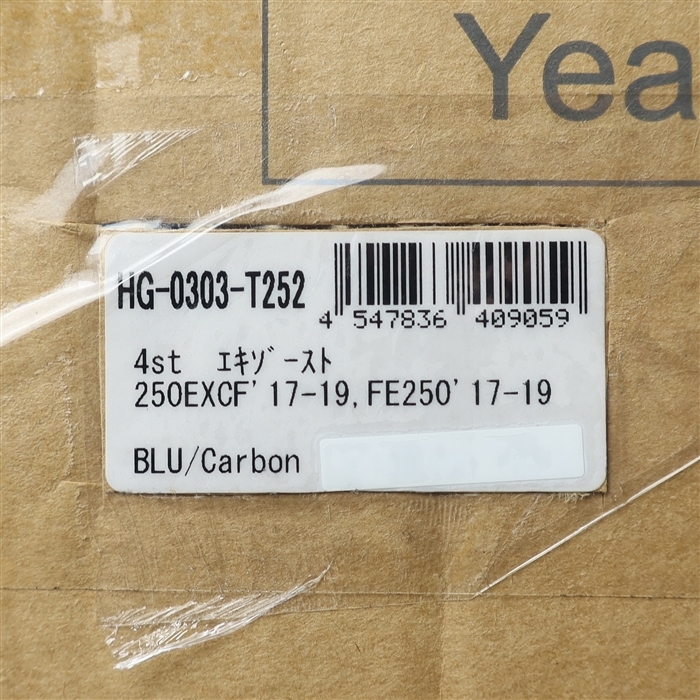 Yea
HG-0303-T252
4 547836 409059
4st ｴｷｿﾞｰｽﾄ
250EXCF'17-19,FE250'17-19
BLU/Carbon